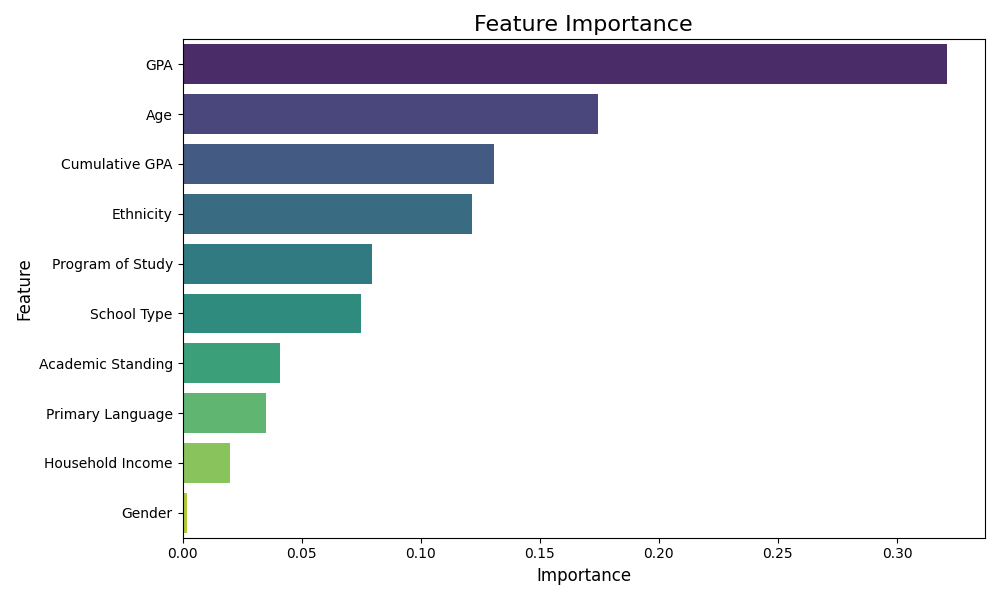 Feature Importance
Feature
GPA
Age
Cumulative GPA
Ethnicity
Program of Study
School Type
Academic Standing
Primary Language
Household Income
Gender
0.00 0.05 0.10 0.15 0.20 0.25 0.30
Importance